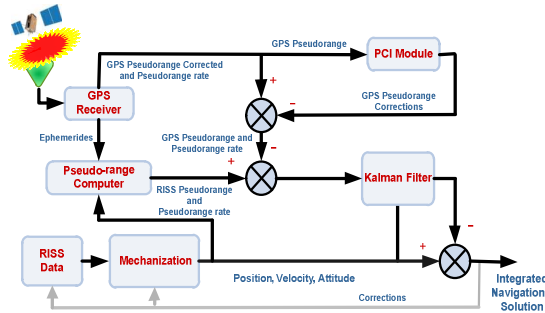 GPS Pseudorange
PCI Module
GPS Pseudorange Corrected
and Pseudorange rate
+
GPS
Receiver
−
GPS Pseudorange
Corrections
Ephemerides
GPS Pseudorange and
Pseudorange rate
−
+
Pseudo-range
Computer
Kalman Filter
RISS Pseudorange
and
Pseudorange rate
−
RISS
Data
Mechanization
+
Position, Velocity, Attitude
Integrated
Navigation
Solution
Corrections